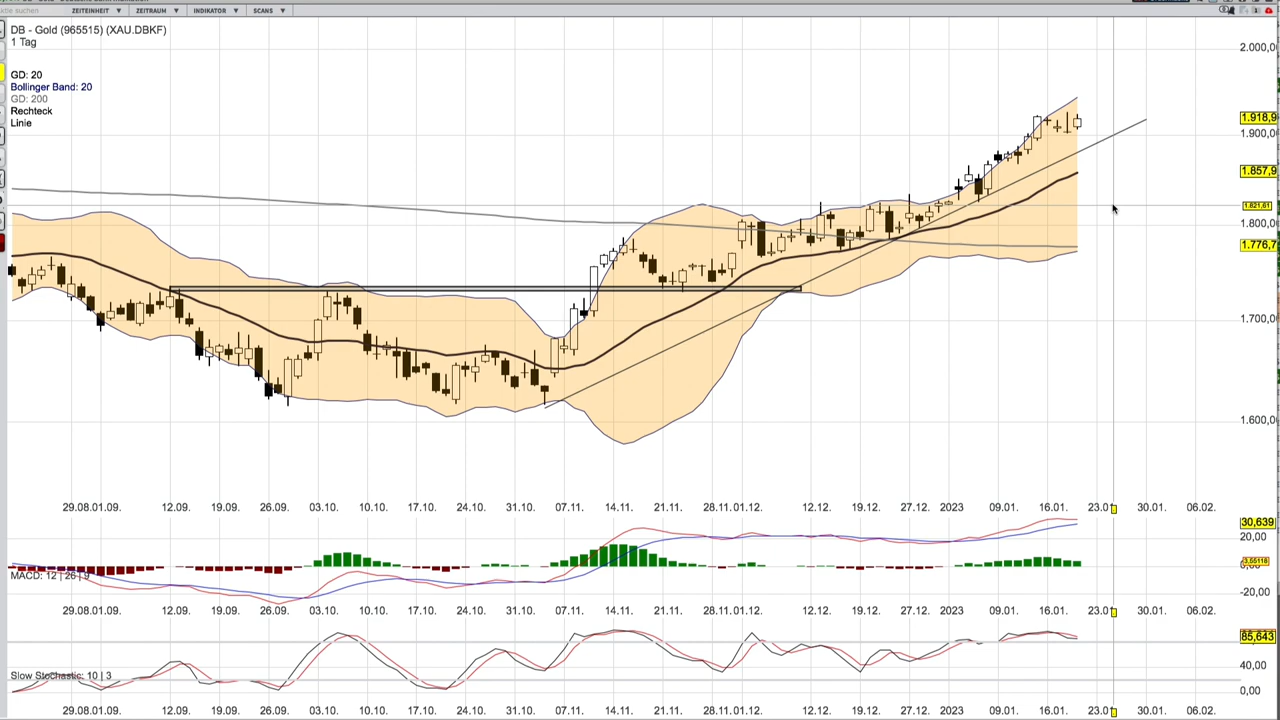 ZEITEINHEIT ▼ ZEITRAUM ▼ INDIKATOR ▼ SCANS ▼
DB - Gold (965515) (XAU.DBKF)
1 Tag
2.000,0
GD: 20
Bollinger Band: 20
GD: 200
Rechteck
Linie
1.918,9
1.900,0
1.857,9
1.821,61
1.800,0
1.776,7
1.700,0
1.600,0
29.08.01.09. 12.09. 19.09. 26.09. 03.10. 10.10. 17.10. 24.10. 31.10. 07.11. 14.11. 21.11. 28.11.01.12. 12.12. 19.12. 27.12. 2023 09.01. 16.01. 23.01 30.01. 06.02.
30,639
20,00
MACD: 12 | 26 | 9
-20,00
29.08.01.09. 12.09. 19.09. 26.09. 03.10. 10.10. 17.10. 24.10. 31.10. 07.11. 14.11. 21.11. 28.11.01.12. 12.12. 19.12. 27.12. 2023 09.01. 16.01. 23.01 30.01. 06.02.
85,643
40,00
Slow Stochastic: 10 | 3
0,00
29.08.01.09. 12.09. 19.09. 26.09. 03.10. 10.10. 17.10. 24.10. 31.10. 07.11. 14.11. 21.11. 28.11.01.12. 12.12. 19.12. 27.12. 2023 09.01. 16.01. 23.01 30.01. 06.02.